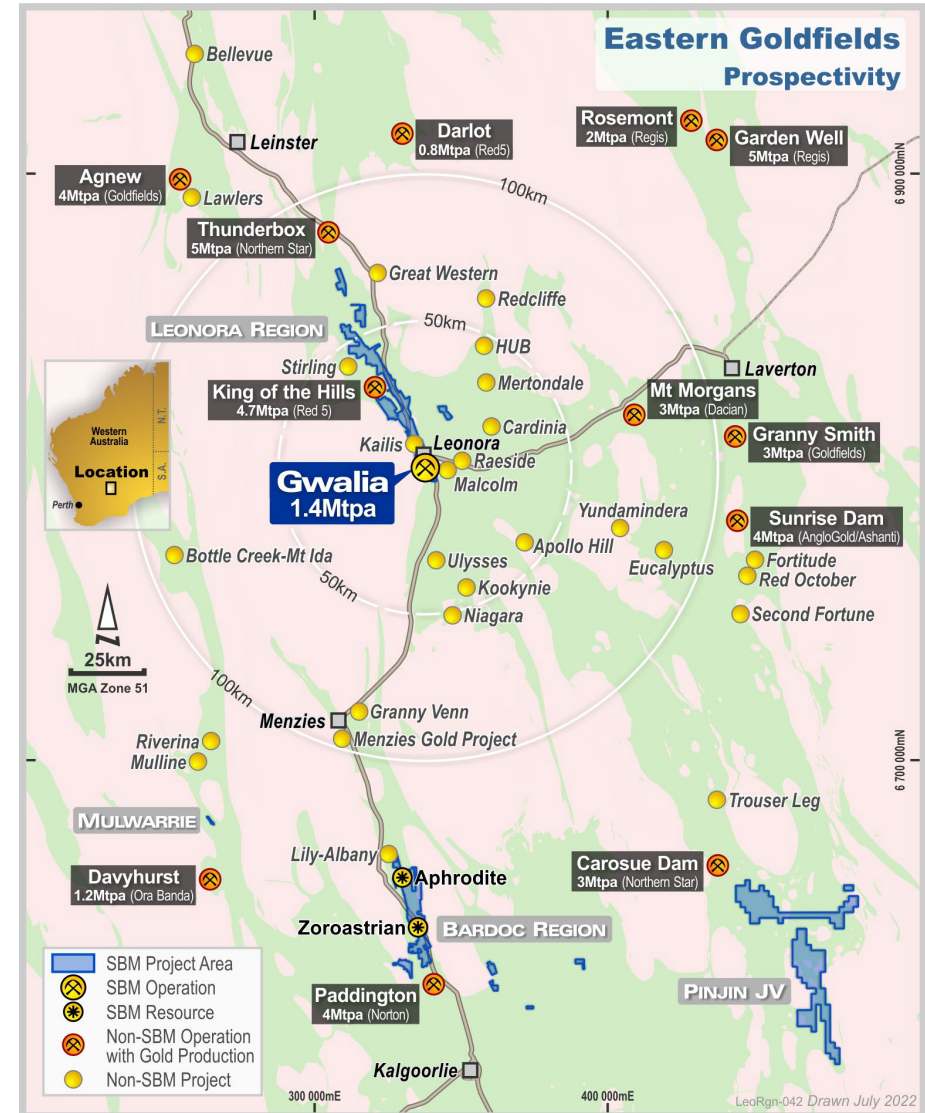 Eastern Goldfields
Prospectivity
Bellevue
Leinster
Darlot
0.8Mtpa (Red5)
Rosemont
2Mtpa (Regis)
Garden Well
5Mtpa (Regis)
6 900 000mN
Agnew
4Mtpa (Goldfields)
Lawlers
100km
Thunderbox
5Mtpa (Northern Star)
Great Western
Redcliffe
50km
LEONORA REGION
HUB
Stirling
King of the Hills
4.7Mtpa (Red 5)
Mertondale
Laverton
Mt Morgans
3Mtpa (Dacian)
Cardinia
Granny Smith
3Mtpa (Goldfields)
Kailis
Leonora
Raeside
Malcolm
Gwalia
1.4Mtpa
Western
Australia
N.T.
S.A.
Location
Perth
Yundamindera
Sunrise Dam
4Mtpa (AngloGold/Ashanti)
Apollo Hill
Eucalyptus
Fortitude
Red October
Bottle Creek-Mt Ida
Ulysses
50km
Kookynie
Niagara
Second Fortune
N
25km
MGA Zone 51
100km
Menzies
Granny Venn
Menzies Gold Project
Riverina
Mulline
6 700 000mN
Trouser Leg
MULWARRIE
Lily-Albany
Aphrodite
Carosue Dam
3Mtpa (Northern Star)
Davyhurst
1.2Mtpa (Ora Banda)
Zoroastrian
BARDOC REGION
SBM Project Area
SBM Operation
SBM Resource
Non-SBM Operation
with Gold Production
Non-SBM Project
Paddington
4Mtpa (Norton)
PINJIN JV
Kalgoorlie
300 000mE
400 000mE
LeoRgn-042 Drawn July 2022